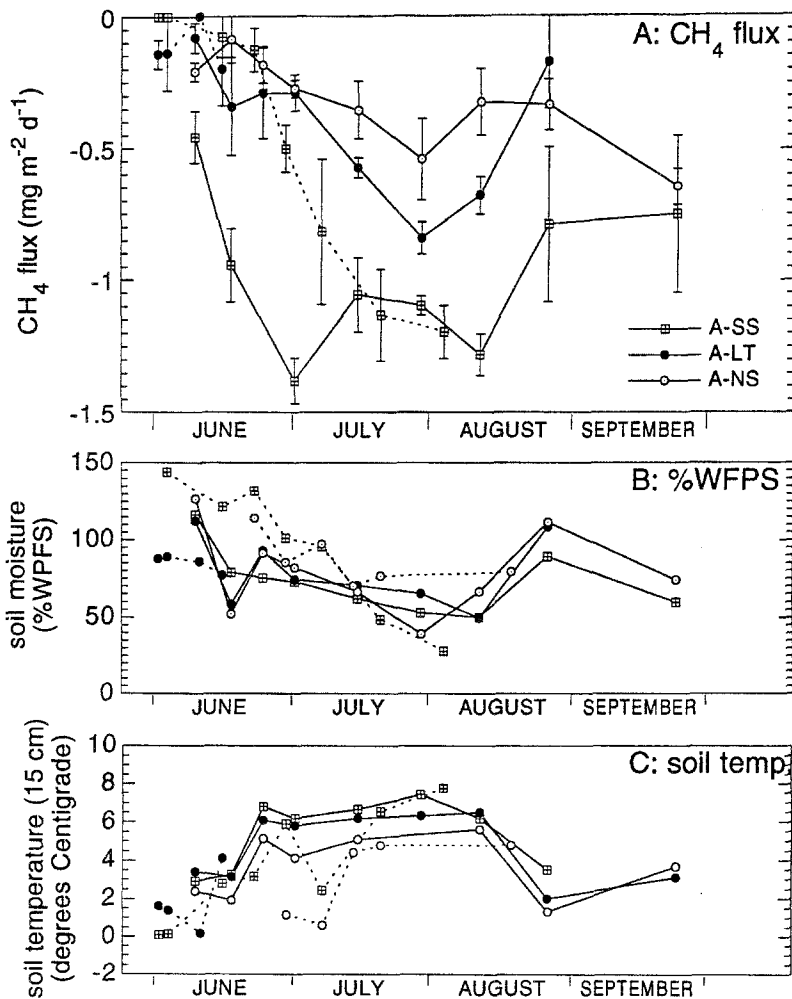 A: CH4 flux
0
-0.5
-1
-1.5
CH4 flux (mg m-2 d-1)
A-SS
A-LT
A-NS
JUNE JULY AUGUST SEPTEMBER
B: %WFPS
150
100
50
0
soil moisture
(%WPFS)
JUNE JULY AUGUST SEPTEMBER
C: soil temp.
10
8
6
4
2
0
-2
soil temperature (15 cm)
(degrees Centigrade)
JUNE JULY AUGUST SEPTEMBER